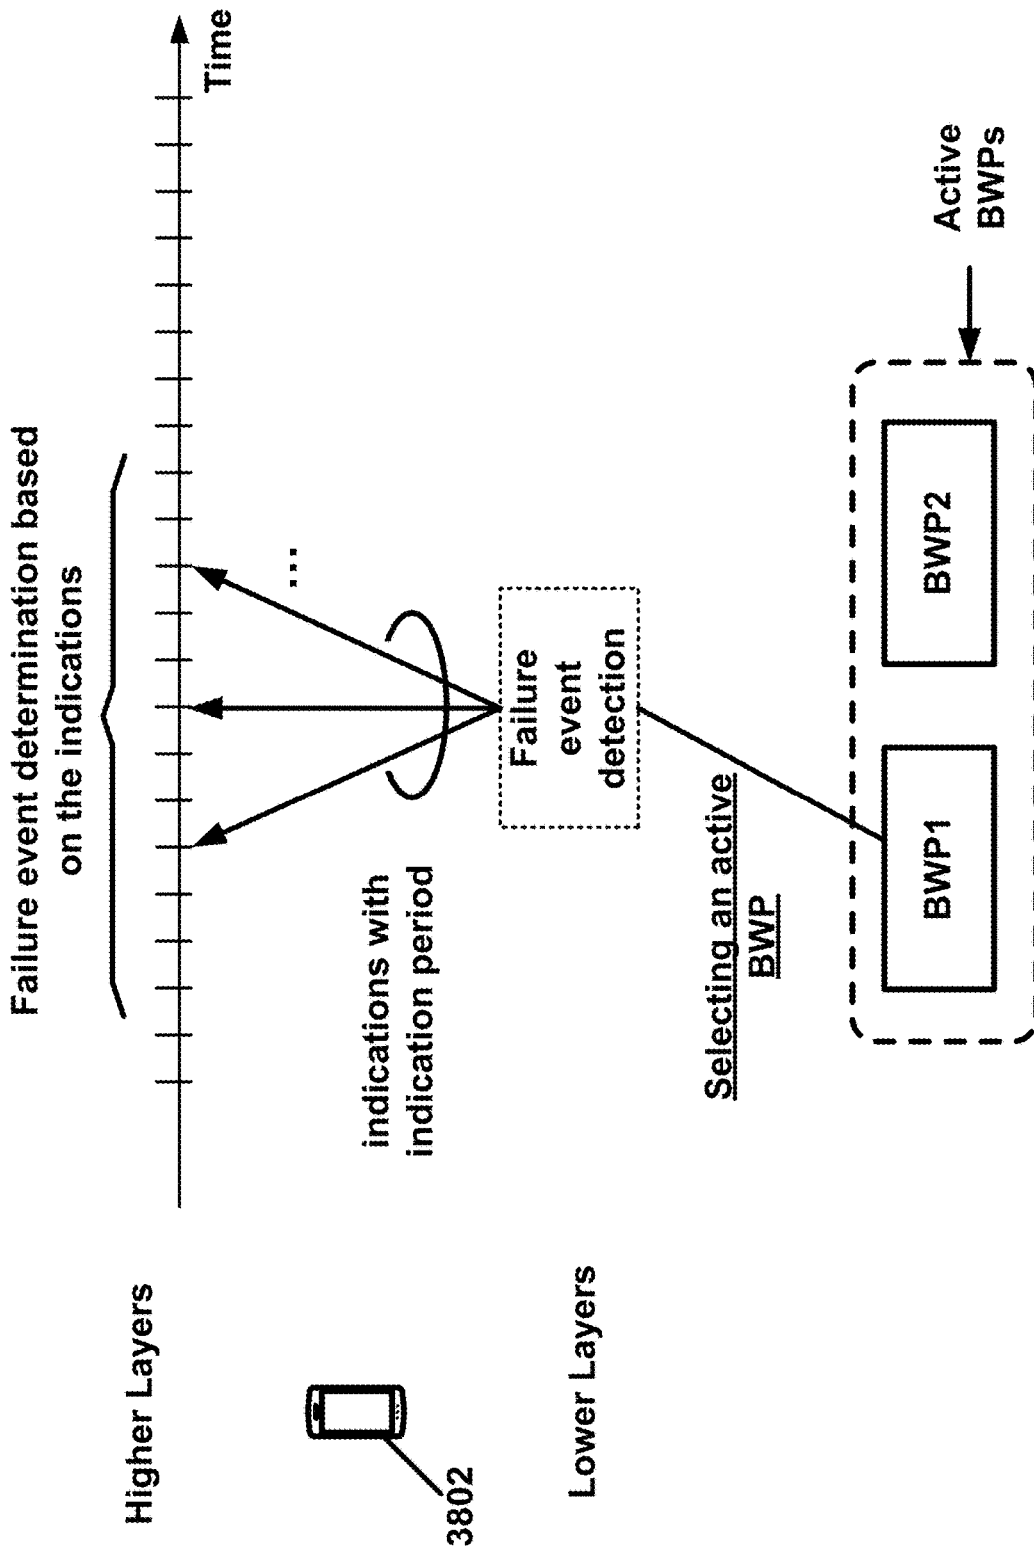 Failure event determination based
on the indications
Higher Layers
Time
...
indications with
indication period
3802
Failure
event
detection
Lower Layers
Selecting an active
BWP
Active
BWPs
BWP1
BWP2